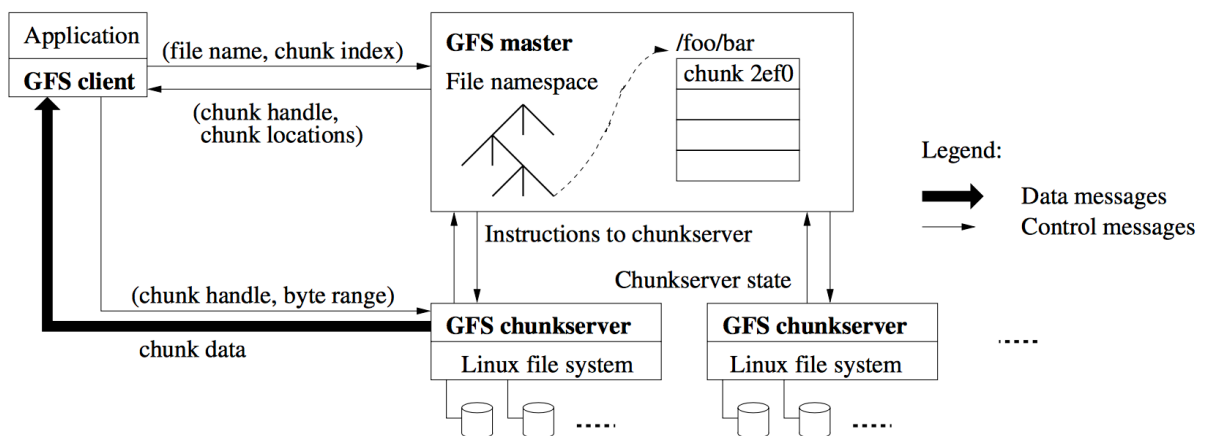 Application
GFS client
(file name, chunk index)
(chunk handle,
chunk locations)
GFS master
File namespace
/foo/bar
chunk 2ef0
Legend:
Data messages
Control messages
Instructions to chunkserver
Chunkserver state
(chunk handle, byte range)
chunk data
GFS chunkserver
Linux file system
GFS chunkserver
Linux file system